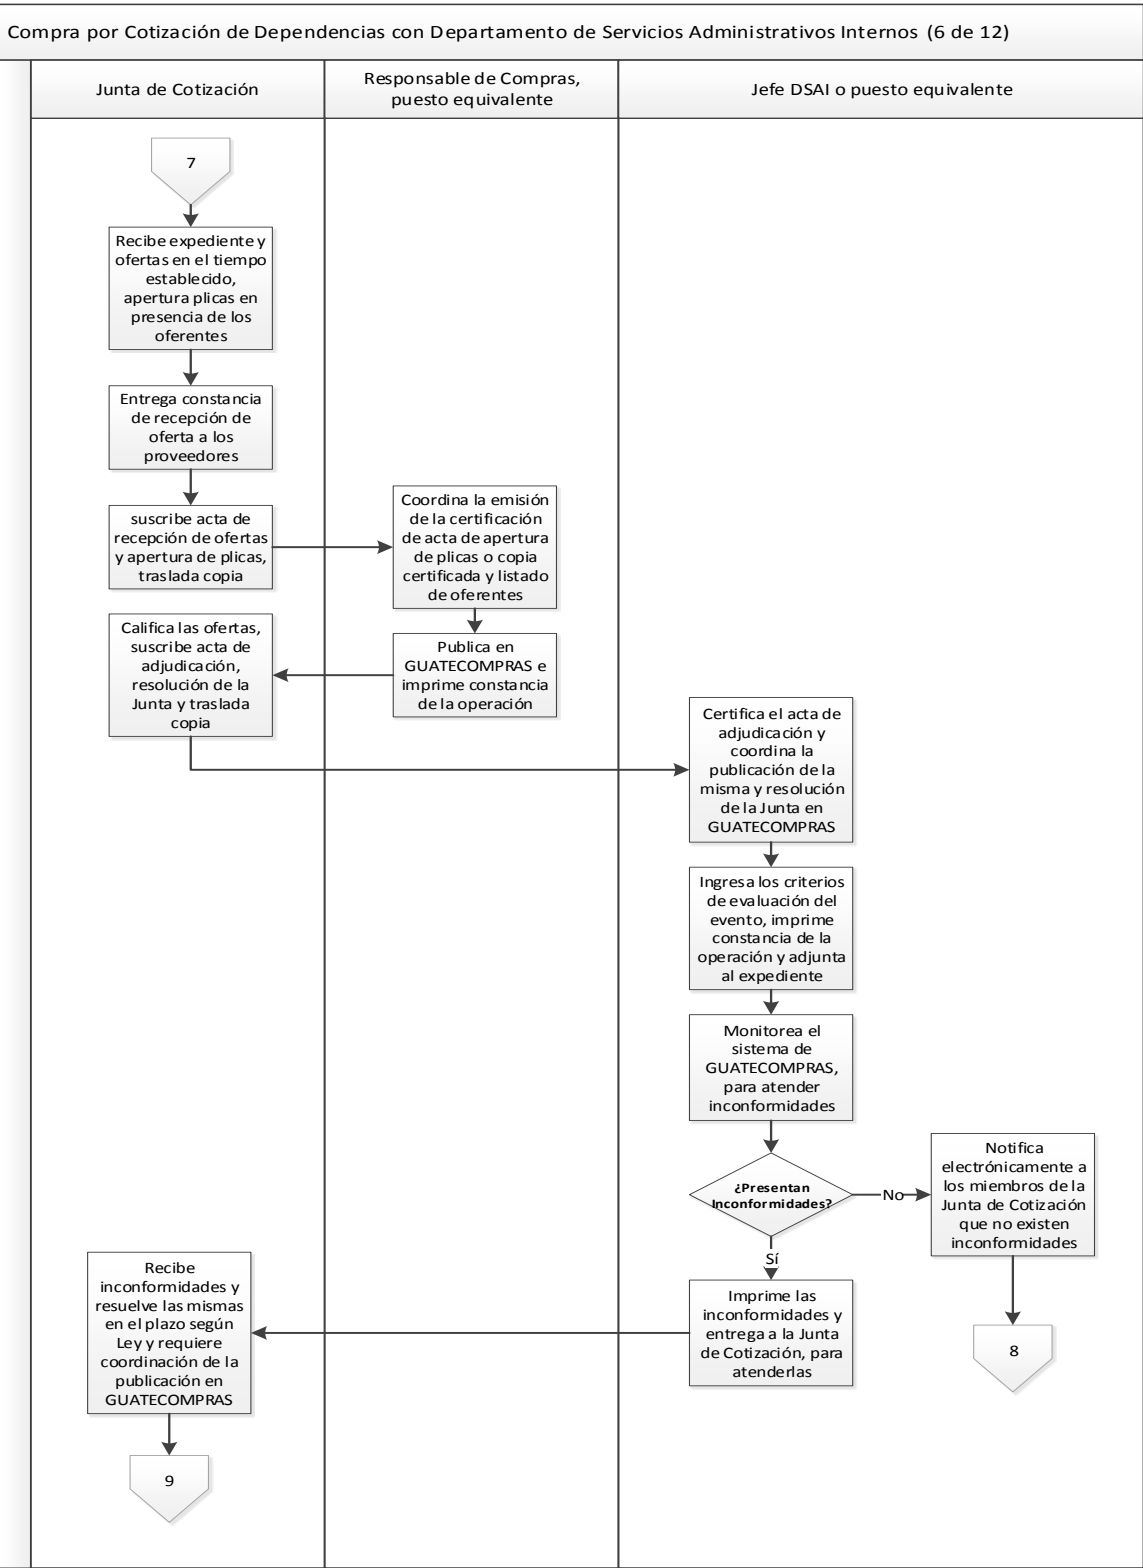 Compra por Cotización de Dependencias con Departamento de Servicios Administrativos Internos (6 de 12)
Junta de Cotización
Responsable de Compras,
puesto equivalente
Jefe DSAI o puesto equivalente
7
Recibe expediente y
ofertas en el tiempo
establecido,
apertura plicas en
presencia de los
oferentes
Entrega constancia
de recepción de
oferta a los
proveedores
suscribe acta de
recepción de ofertas
y apertura de plicas,
traslada copia
Coordina la emisión
de la certificación
de acta de apertura
de plicas o copia
certificada y listado
de oferentes
Publica en
GUATECOMPRAS e
imprime constancia
de la operación
Califica las ofertas,
suscribe acta de
adjudicación,
resolución de la
Junta y traslada
copia
Certifica el acta de
adjudicación y
coordina la
publicación de la
misma y resolución
de la Junta en
GUATECOMPRAS
Ingresa los criterios
de evaluación del
evento, imprime
constancia de la
operación y adjunta
al expediente
Monitorea el
sistema de
GUATECOMPRAS,
para atender
inconformidades
¿Presentan
Inconformidades?
No
Notifica
electrónicamente a
los miembros de la
Junta de Cotización
que no existen
inconformidades
8
Sí
Imprime las
inconformidades y
entrega a la Junta
de Cotización, para
atenderlas
Recibe
inconformidades y
resuelve las mismas
en el plazo según
Ley y requiere
coordinación de la
publicación en
GUATECOMPRAS
9